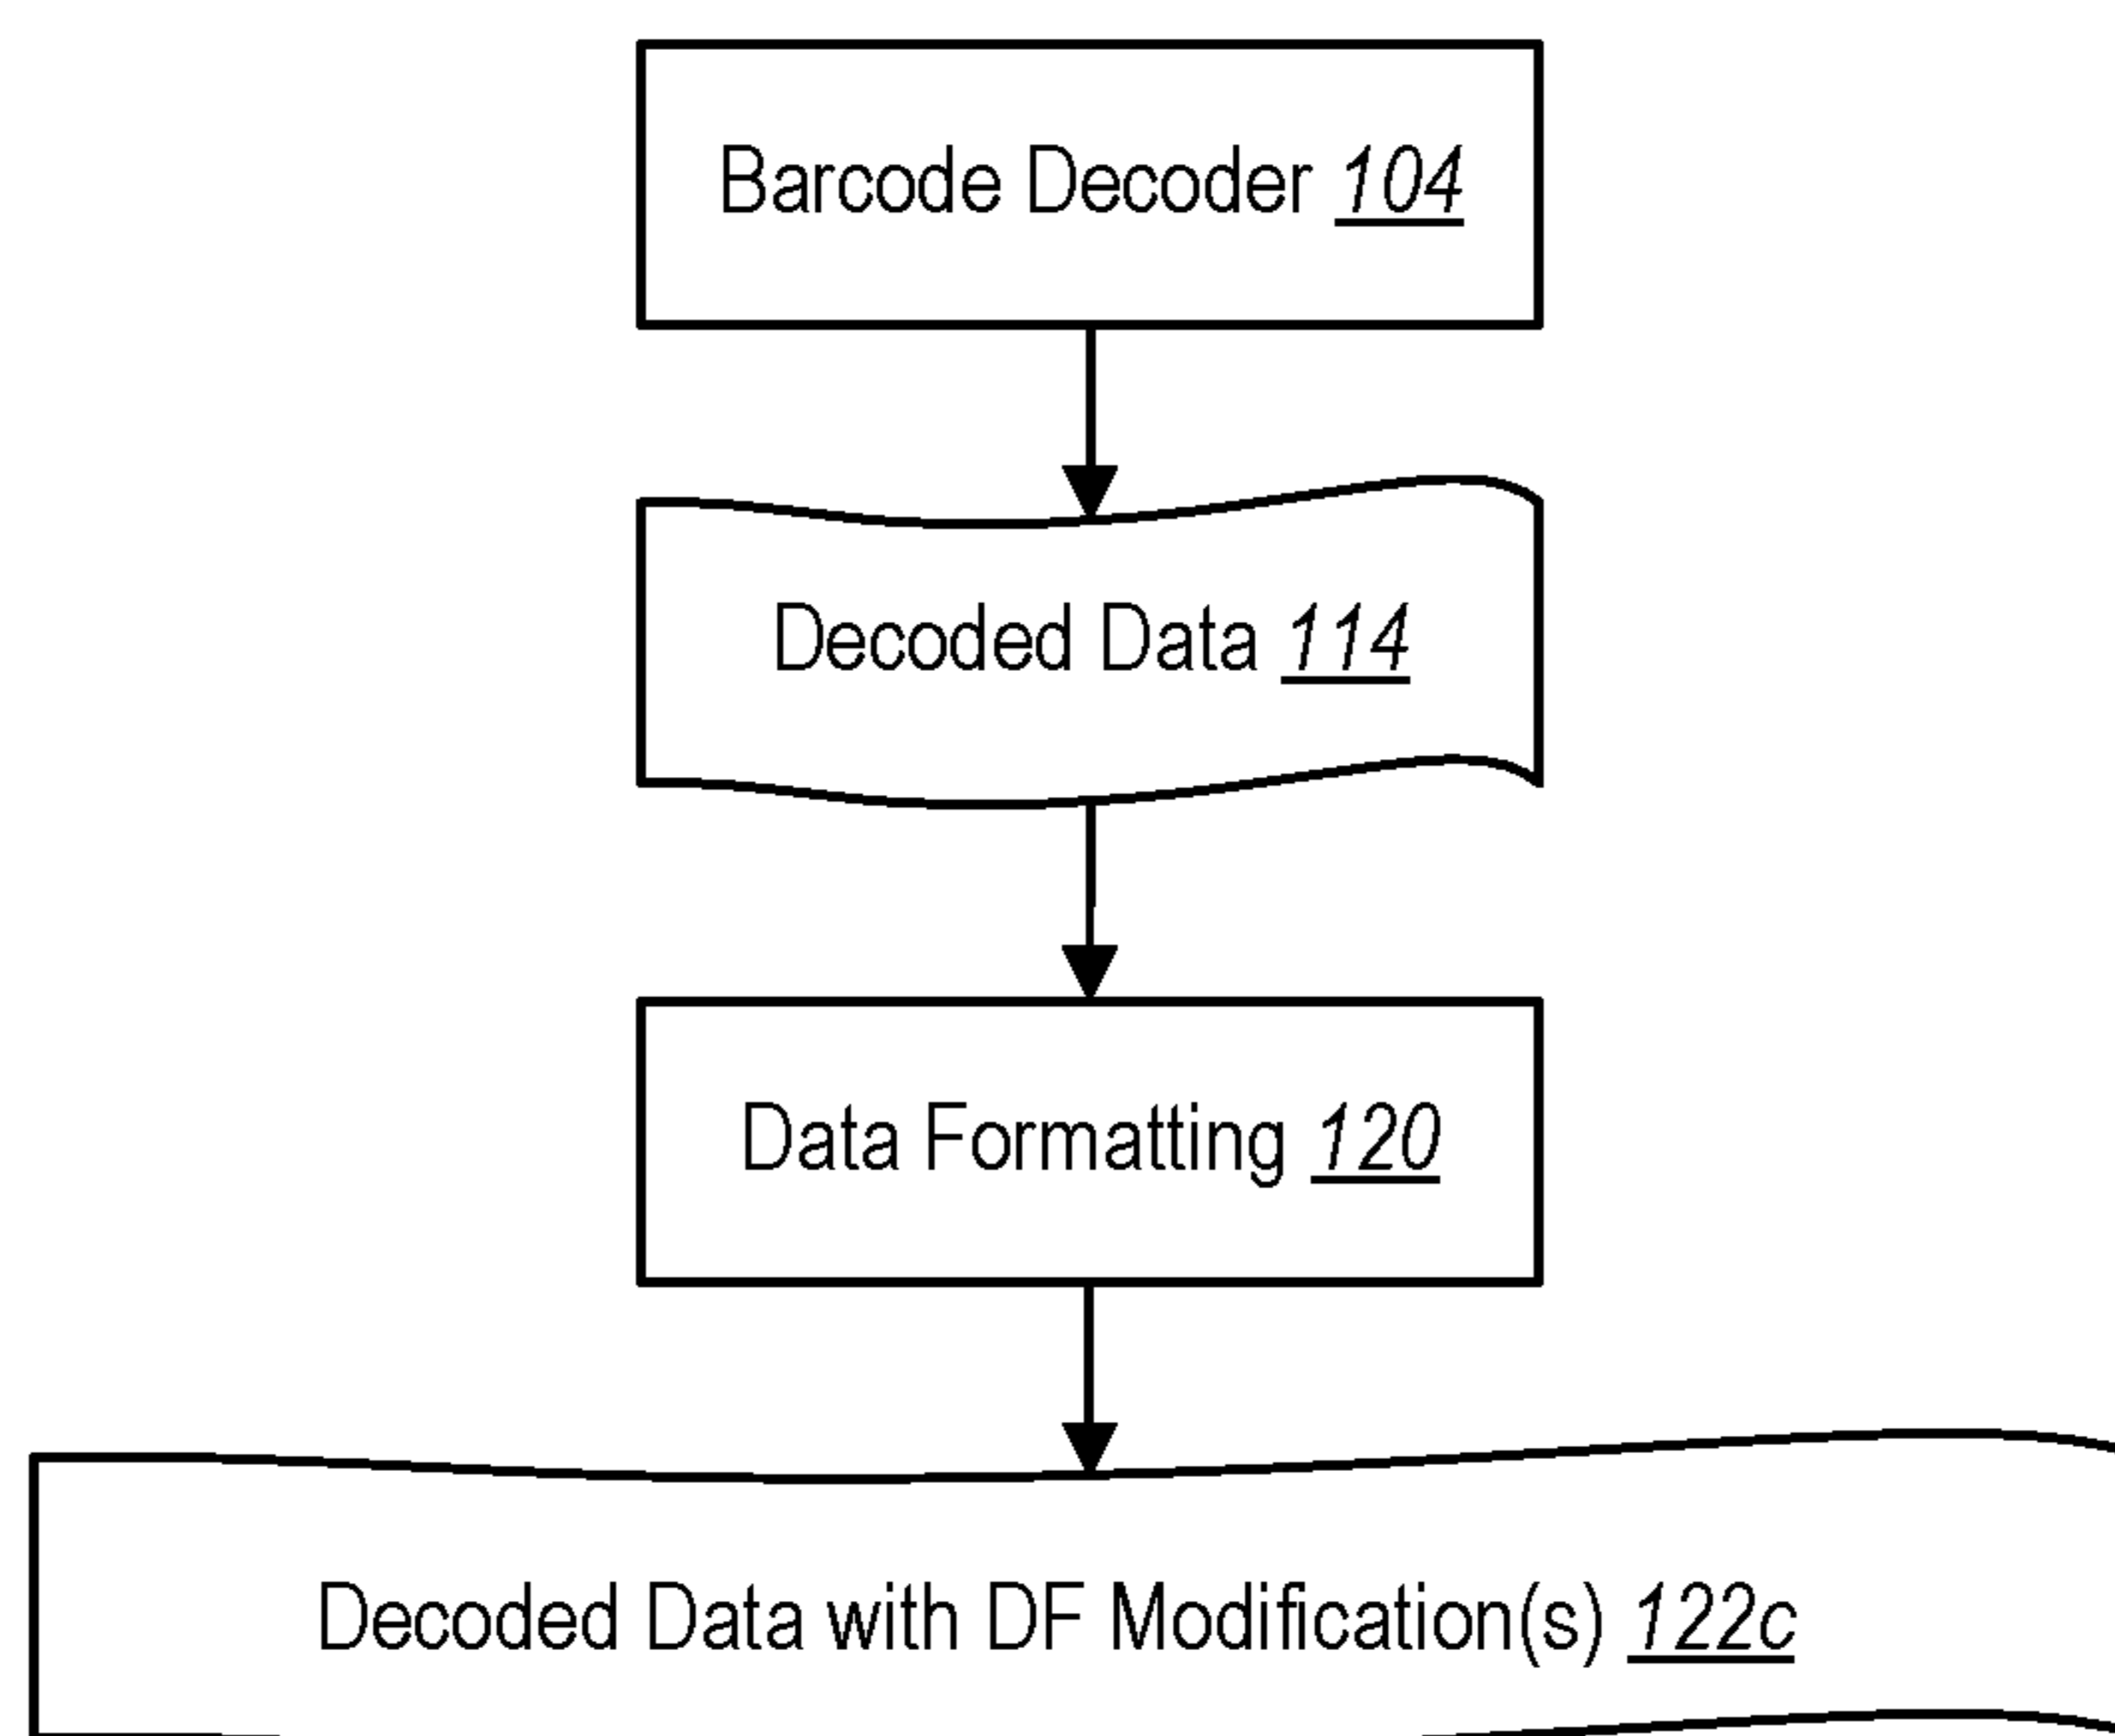 Barcode Decoder 104
Decoded Data 114
Data Formatting 120
Decoded Data with DF Modification(s) 122c